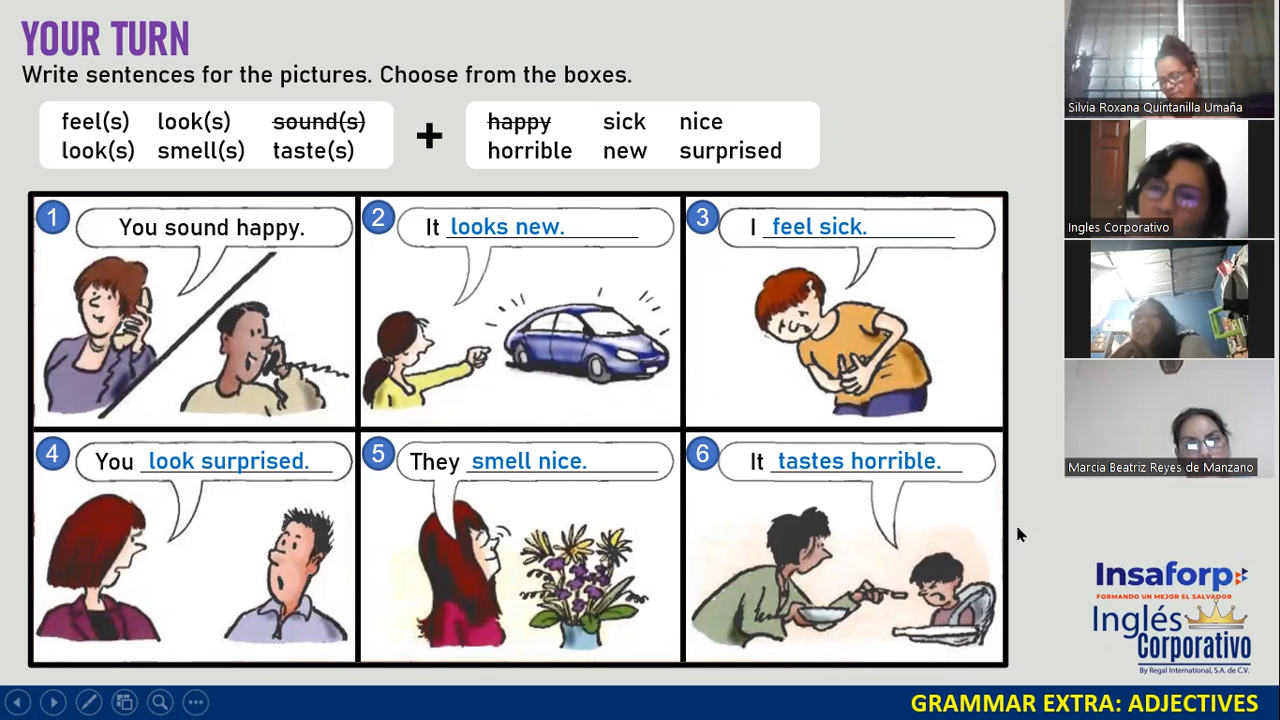 YOUR TURN
Write sentences for the pictures. Choose from the boxes.
feel(s) look(s) sound(s)
look(s) smell(s) taste(s)
+
happy sick nice
horrible new surprised
1 You sound happy.
2 It looks new.
3 I feel sick.
4 You look surprised.
5 They smell nice.
6 It tastes horrible.
Silvia Roxana Quintanilla Umaña
Ingles Corporativo
Marcia Beatriz Reyes de Manzano
Insaforp
FORMANDO UN MEJOR EL SALVADOR
Inglés
Corporativo
By Regal International, S.A. de C.V.
GRAMMAR EXTRA: ADJECTIVES